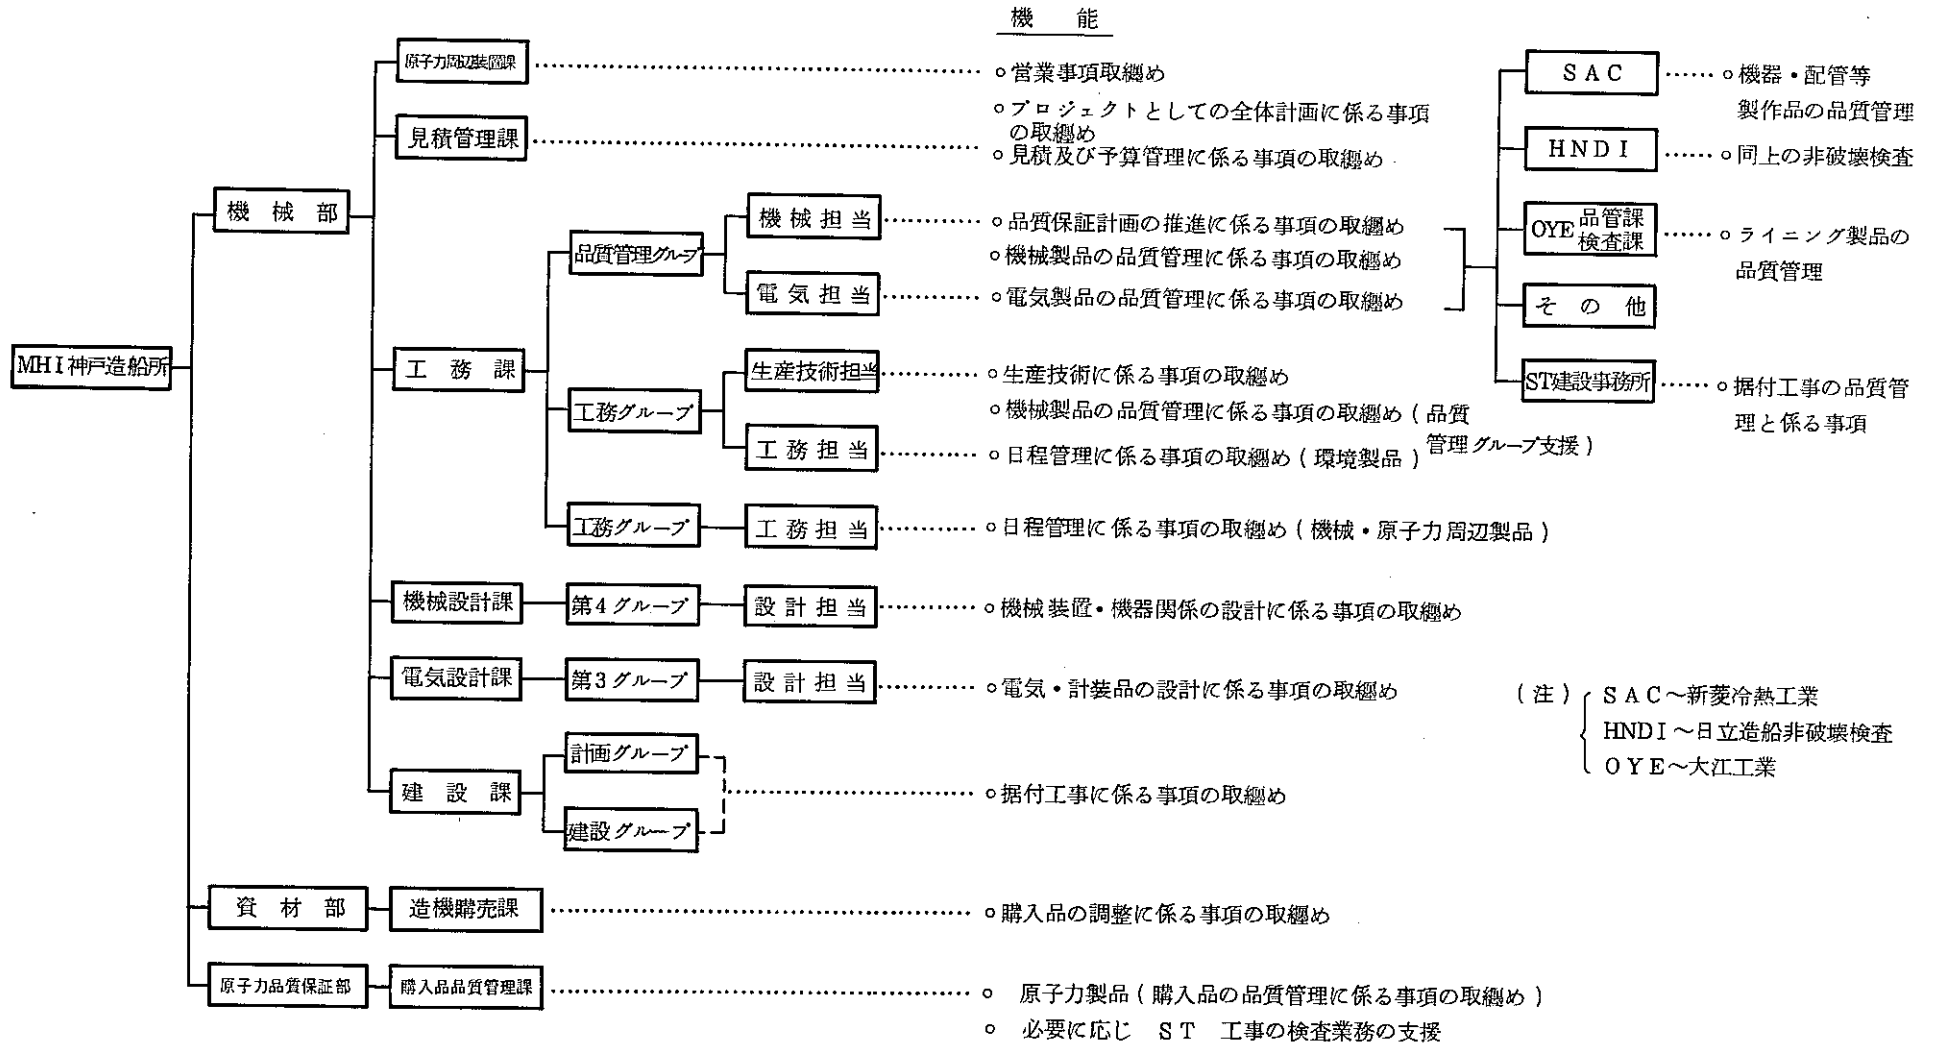 機能
原子力周辺装置課
営業事項取纒め
プロジェクトとしての全体計画に係る事項
の取纒め
見積管理課
見積及び予算管理に係る事項の取纒め
機械部
機械担当
品質保証計画の推進に係る事項の取纒め
品質管理グループ
機械製品の品質管理に係る事項の取纒め
電気担当
電気製品の品質管理に係る事項の取纒め
MHI神戸造船所
工務課
生産技術担当
生産技術に係る事項の取纒め
工務グループ
機械製品の品質管理に係る事項の取纒め(品質
管理グループ支援)
工務担当
日程管理に係る事項の取纒め(環境製品)
工務グループ
工務担当
日程管理に係る事項の取纒め(機械・原子力周辺製品)
機械設計課
第4グループ
設計担当
機械装置・機器関係の設計に係る事項の取纒め
電気設計課
第3グループ
設計担当
電気・計装品の設計に係る事項の取纒め
建設課
計画グループ
建設グループ
据付工事に係る事項の取纒め
資材部
造機購売課
購入品の調整に係る事項の取纒め
原子力品質保証部
購入品品質管理課
原子力製品(購入品の品質管理に係る事項の取纒め)
必要に応じ ST 工事の検査業務の支援
SAC
機器・配管等
製作品の品質管理
HNDI
同上の非破壊検査
OYE 品管課
検査課
ライニング製品の
品質管理
その他
ST建設事務所
据付工事の品質管
理と係る事項
(注) SAC〜新菱冷熱工業
HNDI〜日立造船非破壊検査
OYE〜大江工業